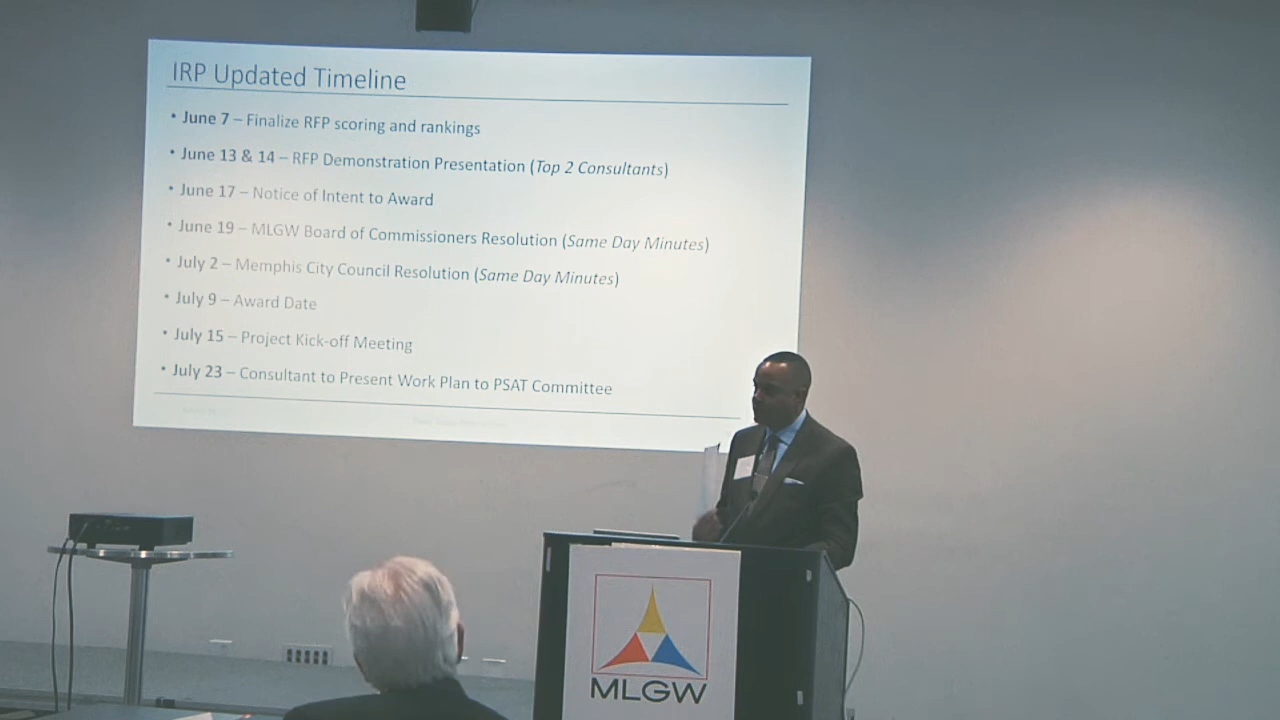 IRP Updated Timeline
• June 7 – Finalize RFP scoring and rankings
• June 13 & 14 – RFP Demonstration Presentation (Top 2 Consultants)
• June 17 – Notice of Intent to Award
• June 19 – MLGW Board of Commissioners Resolution (Same Day Minutes)
• July 2 – Memphis City Council Resolution (Same Day Minutes)
• July 9 – Award Date
• July 15 – Project Kick-off Meeting
• July 23 – Consultant to Present Work Plan to PSAT Committee
MLGW